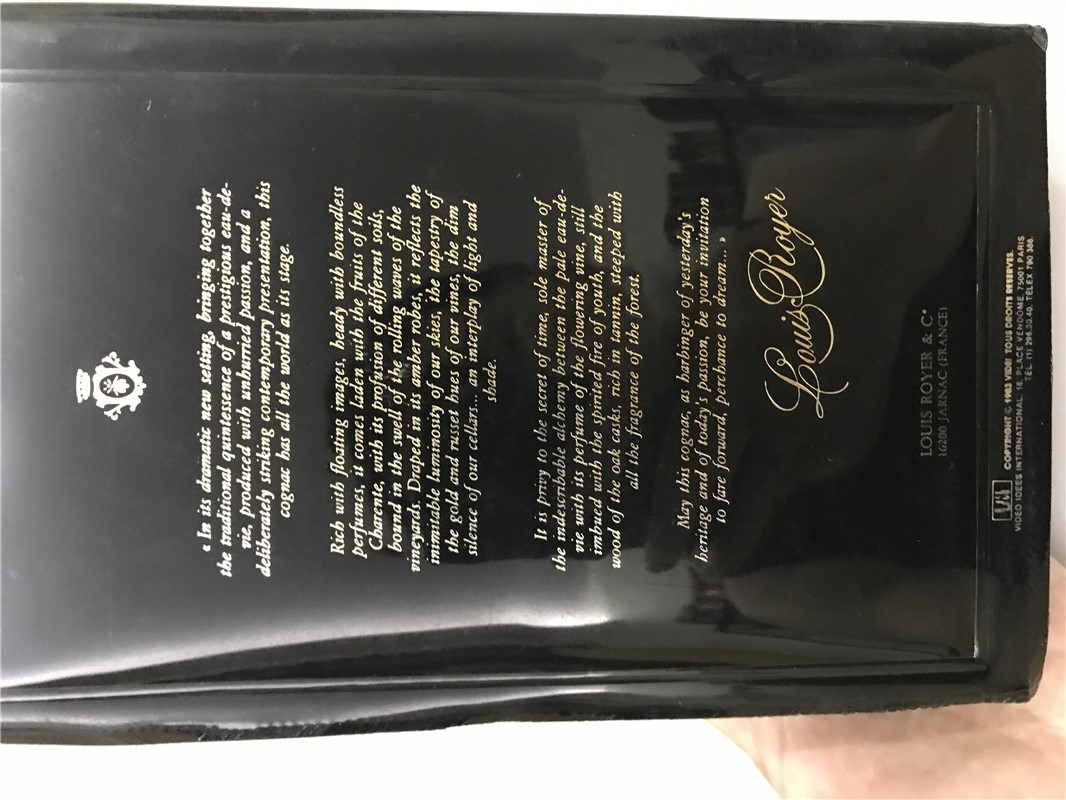 « In its dramatic new setting, bringing together
the traditional quintessence of a prestigious eau-de-
vie, produced with unhurried passion, and a
deliberately striking contemporary presentation, this
cognac has all the world as its stage.
Rich with floating images, heady with boundless
perfumes, it comes laden with the fruits of the
Charente, with its profusion of different soils,
bound in the swell of the rolling waves of the
vineyards. Draped in its amber robes, it reflects the
inimitable luminosity of our skies, the tapestry of
the gold and russet hues of our vines, the dim
silence of our cellars... an interplay of light and
shade.
It is privy to the secret of time, sole master of
the indescribable alchemy between the pale eau-de-
vie with its perfume of the flowering vine, still
imbued with the spirited fire of youth, and the
wood of the oak casks, rich in tannin, steeped with
all the fragrance of the forest.
May this cognac, as harbinger of yesterday's
heritage and of today's passion, be your invitation
to fare forward, perchance to dream... »
Louis Royer
LOUIS ROYER & Cº
16200 JARNAC (FRANCE)
COPYRIGHT © 1983 VIDIP TOUS DROITS RESERVES.
VIDEO IDEES INTERNATIONAL 16, PLACE VENDÔME, 75001 PARIS
TÉL. (1) 296.30.40. TELEX 790 386.